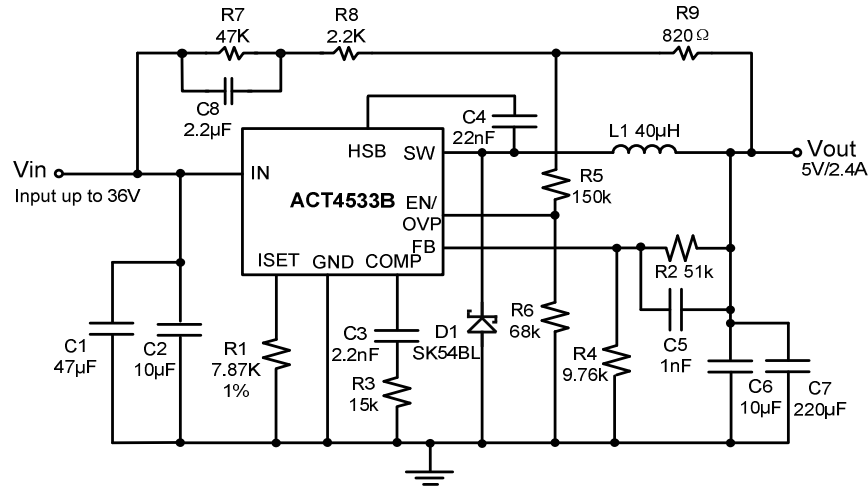 R7
47K
R8
2.2K
R9
820Ω
C8
2.2µF
C4
22nF
L1 40µH
Vin
Input up to 36V
Vout
5V/2.4A
HSB
SW
IN
ACT4533B
EN/
OVP
FB
ISET
GND
COMP
R5
150k
R2 51k
C1
47µF
C2
10µF
R1
7.87K
1%
C3
2.2nF
R3
15k
D1
SK54BL
R6
68k
R4
9.76k
C5
1nF
C6
10µF
C7
220µF